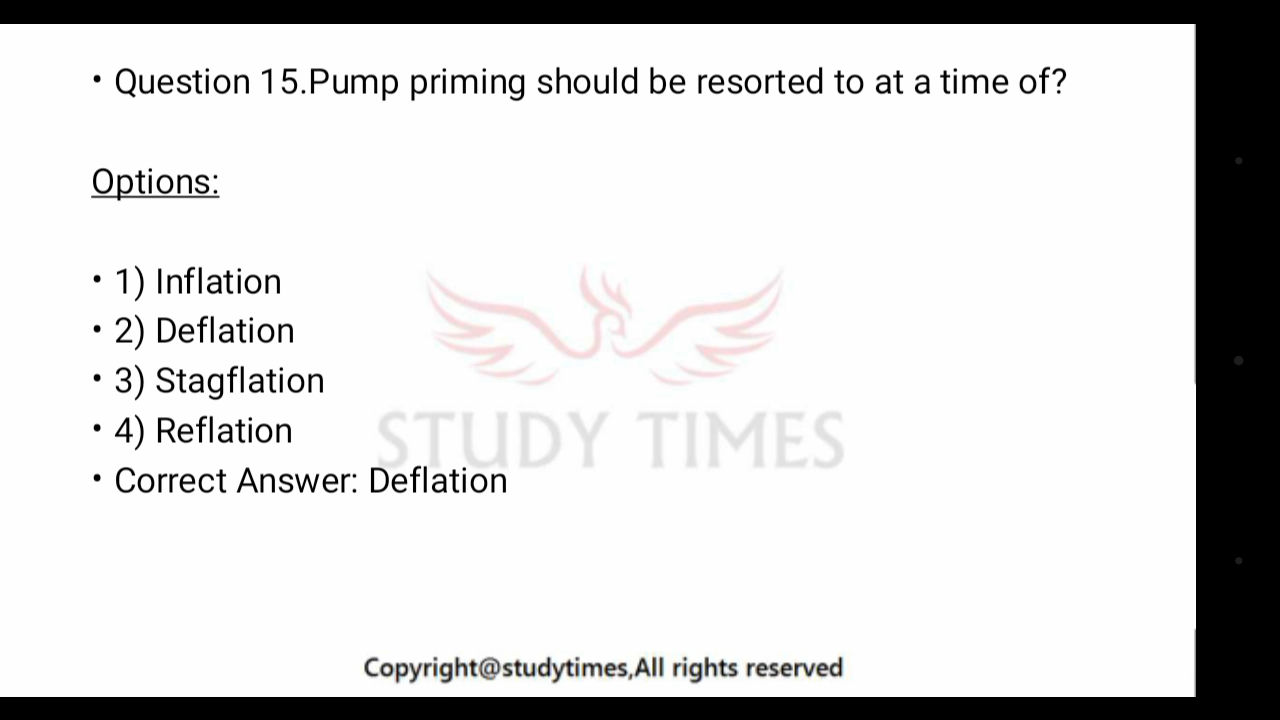 • Question 15.Pump priming should be resorted to at a time of?
Options:
• 1) Inflation
• 2) Deflation
• 3) Stagflation
• 4) Reflation
STUDY TIMES
• Correct Answer: Deflation
Copyright@studytimes,All rights reserved